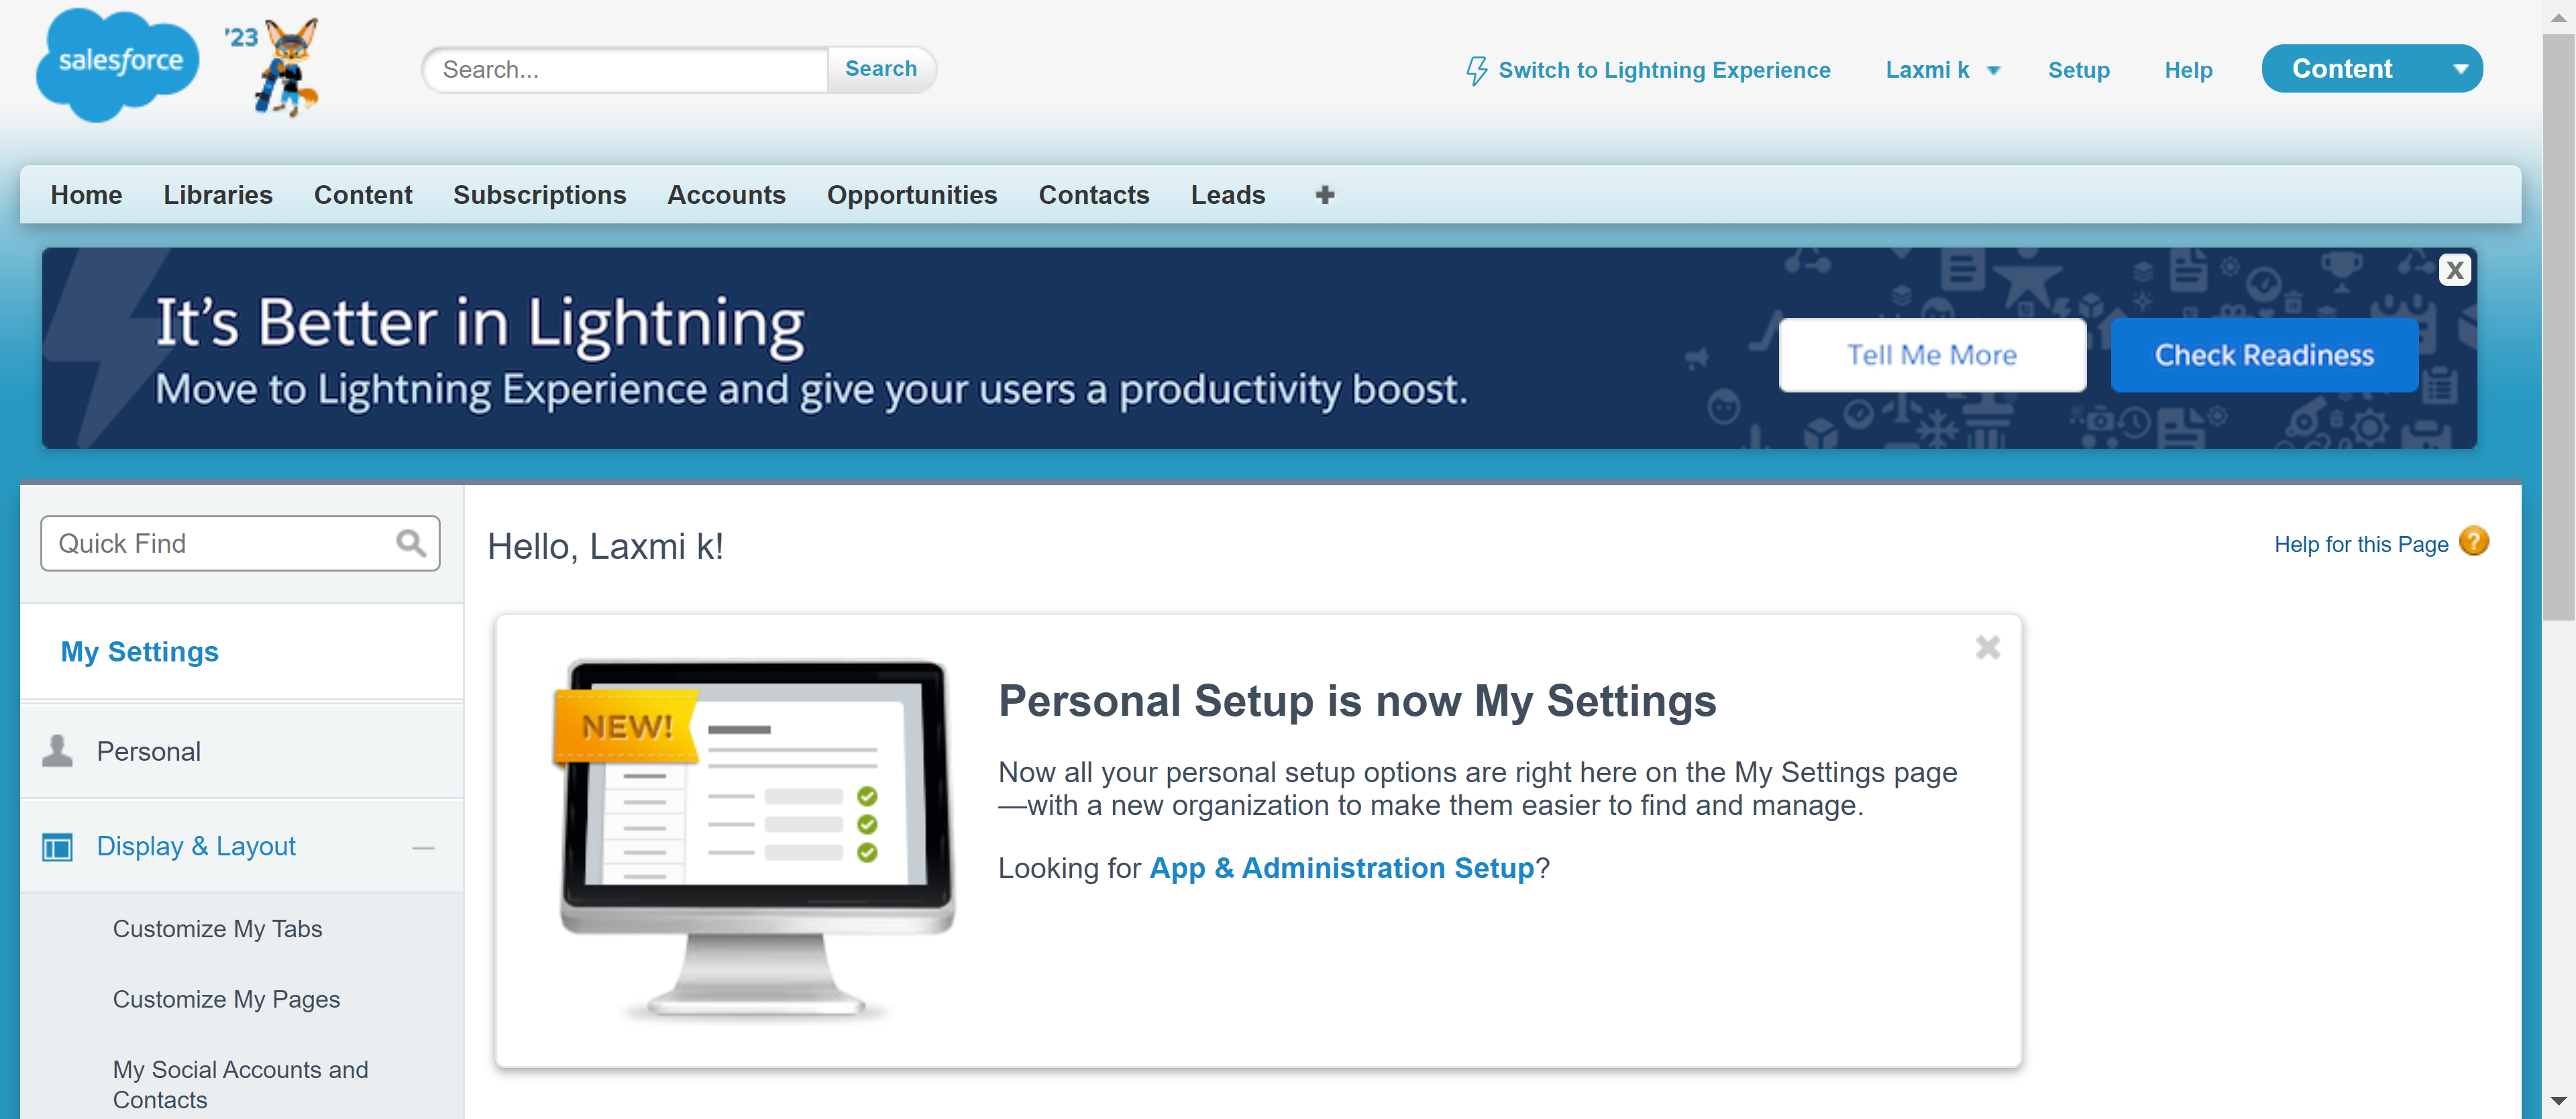 salesforce
'23
Search...
Search
Switch to Lightning Experience
Laxmi k
Setup
Help
Content
Home
Libraries
Content
Subscriptions
Accounts
Opportunities
Contacts
Leads
It's Better in Lightning
Move to Lightning Experience and give your users a productivity boost.
Tell Me More
Check Readiness
X
Quick Find
My Settings
Personal
Display & Layout
Customize My Tabs
Customize My Pages
My Social Accounts and
Contacts
Hello, Laxmi k!
Help for this Page
?
NEW!
Personal Setup is now My Settings
Now all your personal setup options are right here on the My Settings page
—with a new organization to make them easier to find and manage.
Looking for App & Administration Setup?